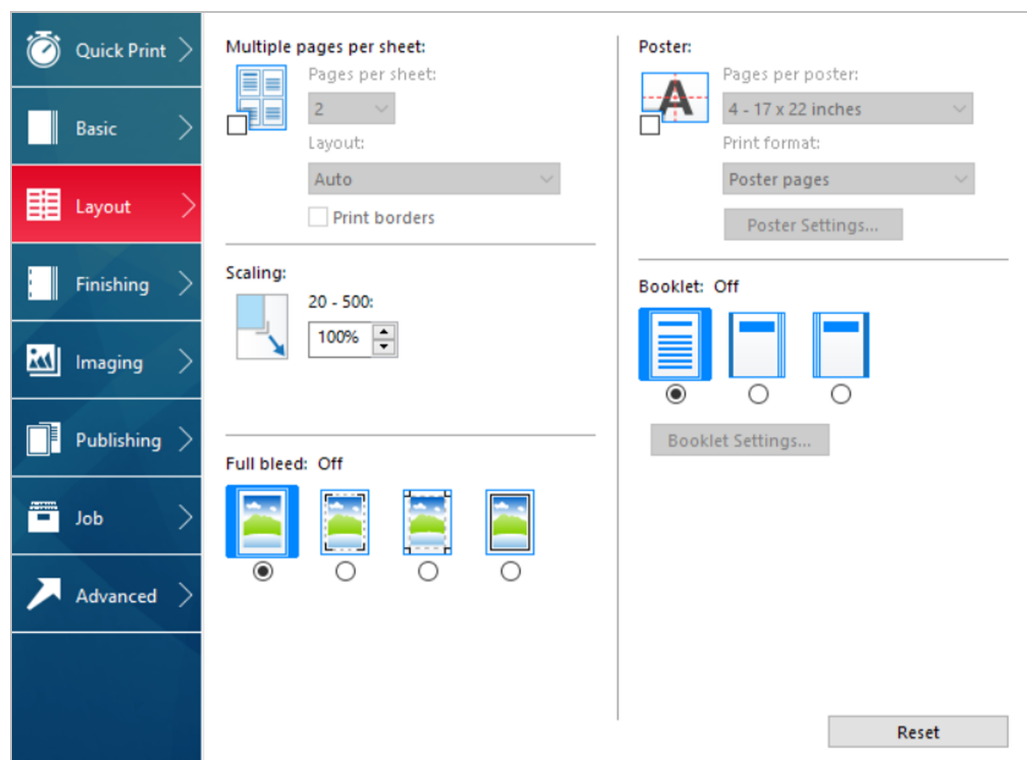 Quick Print
Basic
Layout
Finishing
Imaging
Publishing
Job
Advanced
Multiple pages per sheet:
Pages per sheet:
2
Layout:
Auto
Print borders
Scaling:
20 - 500:
100%
Full bleed: Off
Poster:
A
Pages per poster:
4 - 17 x 22 inches
Print format:
Poster pages
Poster Settings...
Booklet: Off
Booklet Settings...
Reset